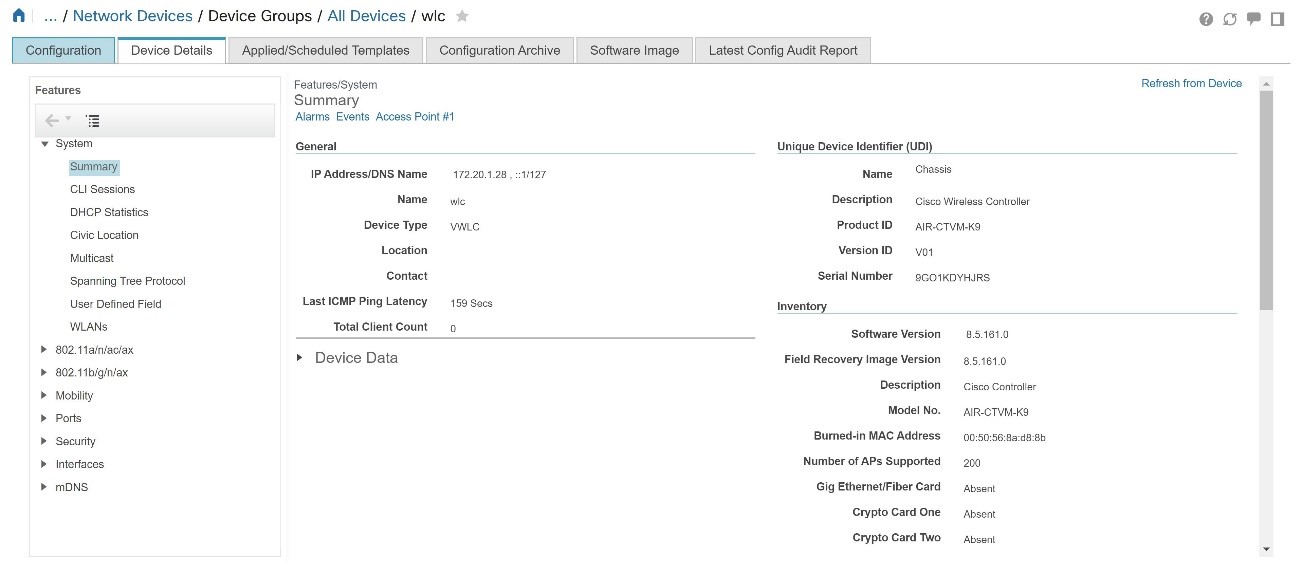 ... / Network Devices / Device Groups / All Devices / wlc
Configuration Device Details Applied/Scheduled Templates Configuration Archive Software Image Latest Config Audit Report
Features
System
Summary
CLI Sessions
DHCP Statistics
Civic Location
Multicast
Spanning Tree Protocol
User Defined Field
WLANs
802.11a/n/ac/ax
802.11b/g/n/ax
Mobility
Ports
Security
Interfaces
mDNS
Features/System
Refresh from Device
Summary
Alarms Events Access Point #1
General
IP Address/DNS Name 172.20.1.28 , ::1/127
Name wlc
Device Type VWLC
Location
Contact
Last ICMP Ping Latency 159 Secs
Total Client Count 0
Device Data
Unique Device Identifier (UDI)
Name Chassis
Description Cisco Wireless Controller
Product ID AIR-CTVM-K9
Version ID V01
Serial Number 9GO1KDYHJRS
Inventory
Software Version 8.5.161.0
Field Recovery Image Version 8.5.161.0
Description Cisco Controller
Model No. AIR-CTVM-K9
Burned-in MAC Address 00:50:56:8a:d8:8b
Number of APs Supported 200
Gig Ethernet/Fiber Card Absent
Crypto Card One Absent
Crypto Card Two Absent